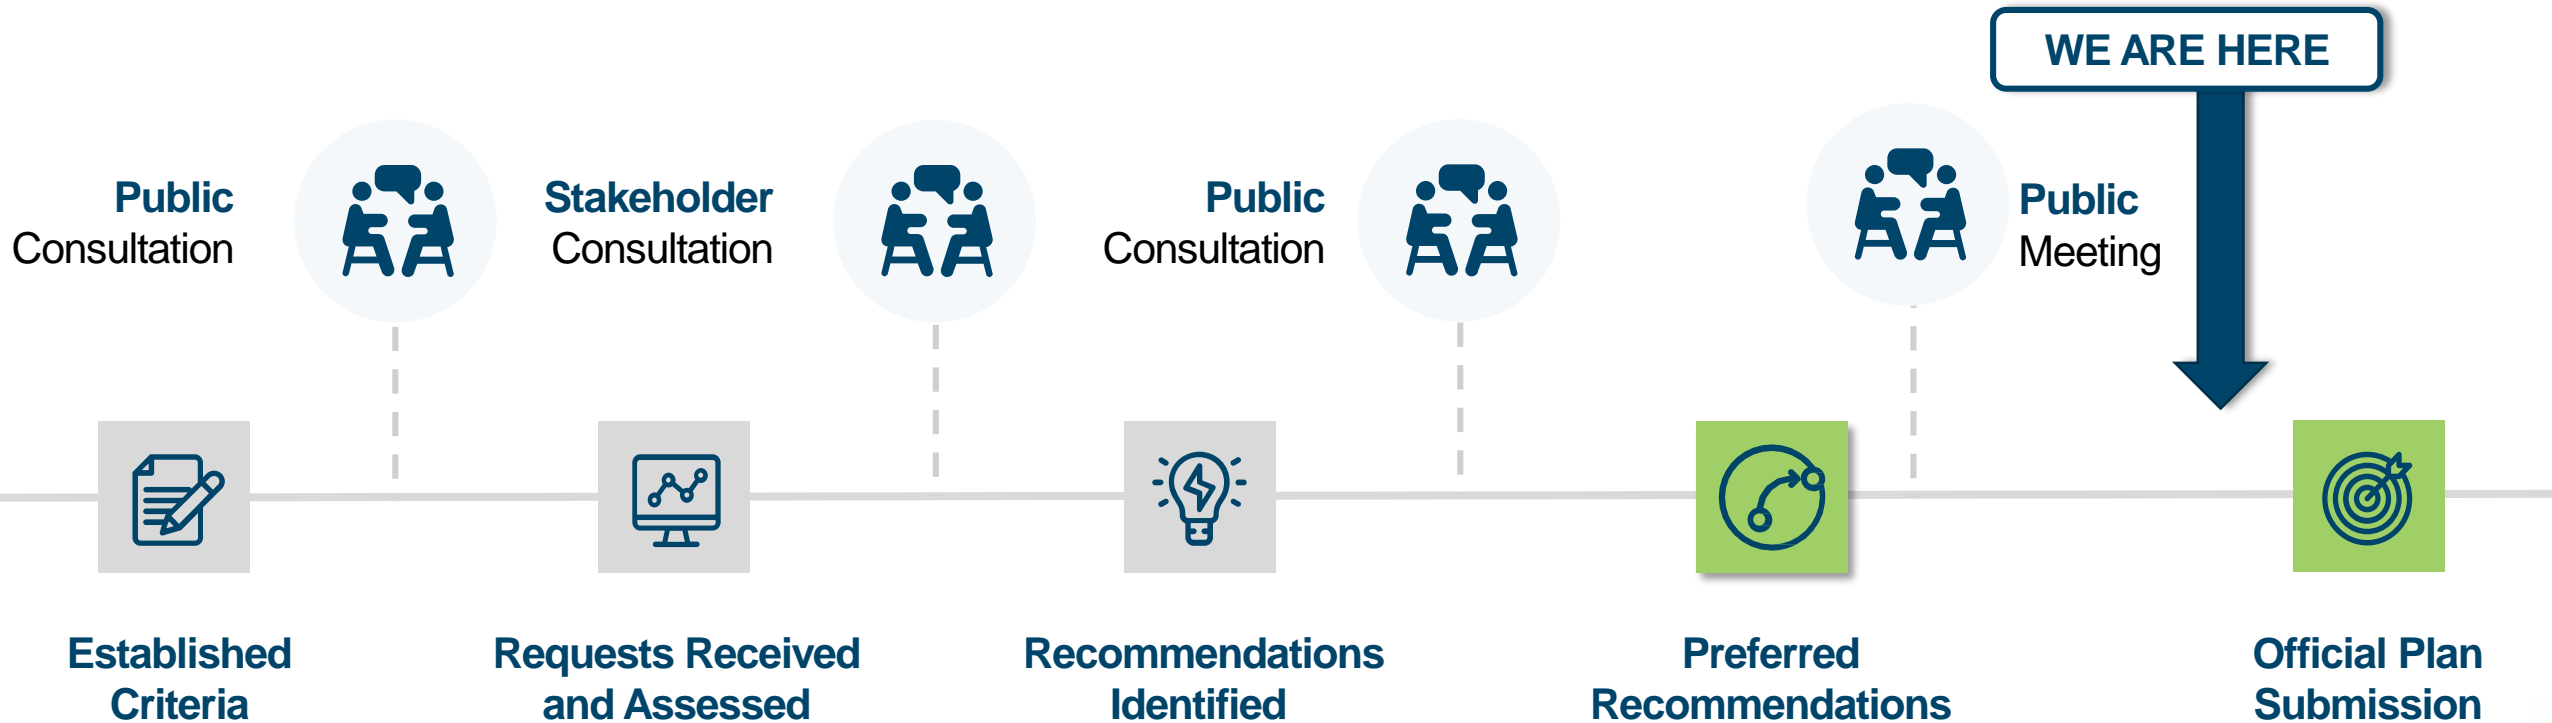 WE ARE HERE
Public
Consultation
Stakeholder
Consultation
Public
Consultation
Public
Meeting
Established
Criteria
Requests Received
and Assessed
Recommendations
Identified
Preferred
Recommendations
Official Plan
Submission